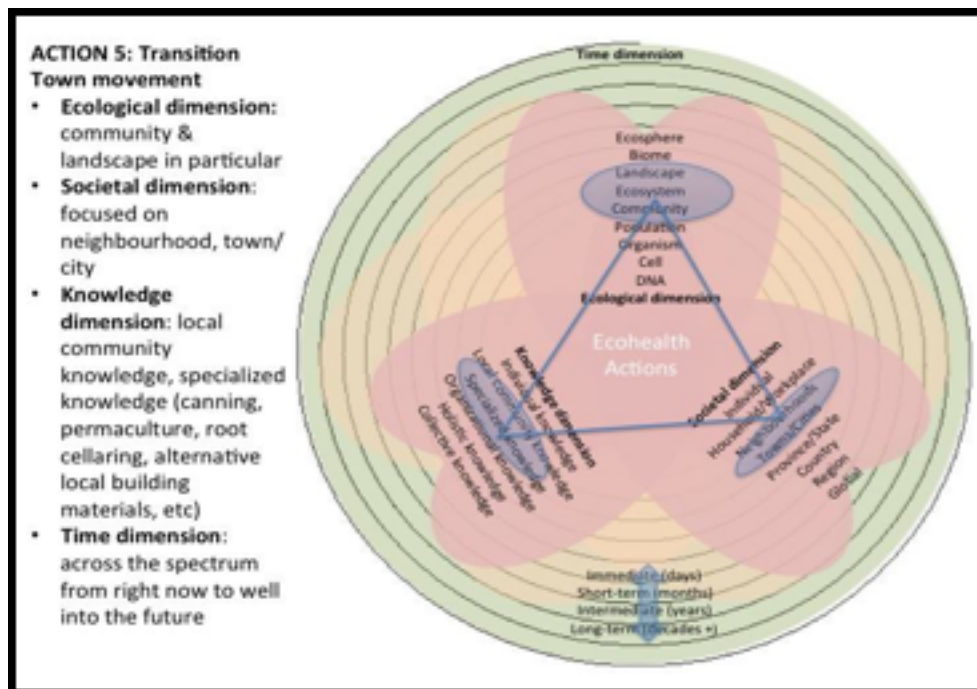 ACTION 5: Transition
Town movement
• Ecological dimension:
community &
landscape in particular
• Societal dimension:
focused on
neighbourhood, town/
city
• Knowledge
dimension: local
community
knowledge, specialized
knowledge (canning,
permaculture, root
cellaring, alternative
local building
materials, etc)
• Time dimension:
across the spectrum
from right now to well
into the future
Time dimension
Ecosphere
Biome
Landscape
Ecosystem
Community
Population
Organism
Cell
DNA
Ecological dimension
Ecohealth
Actions
Knowledge dimension
Individual knowledge
Local community knowledge
Specialized knowledge
Organizational knowledge
Holistic knowledge
Collective knowledge
Societal dimension
Individual
Household/workplace
Neighbourhoods
Towns/Cities
Province/State
Country
Region
Global
Immediate (days)
Short-term (months)
Intermediate (years)
Long-term (decades +)